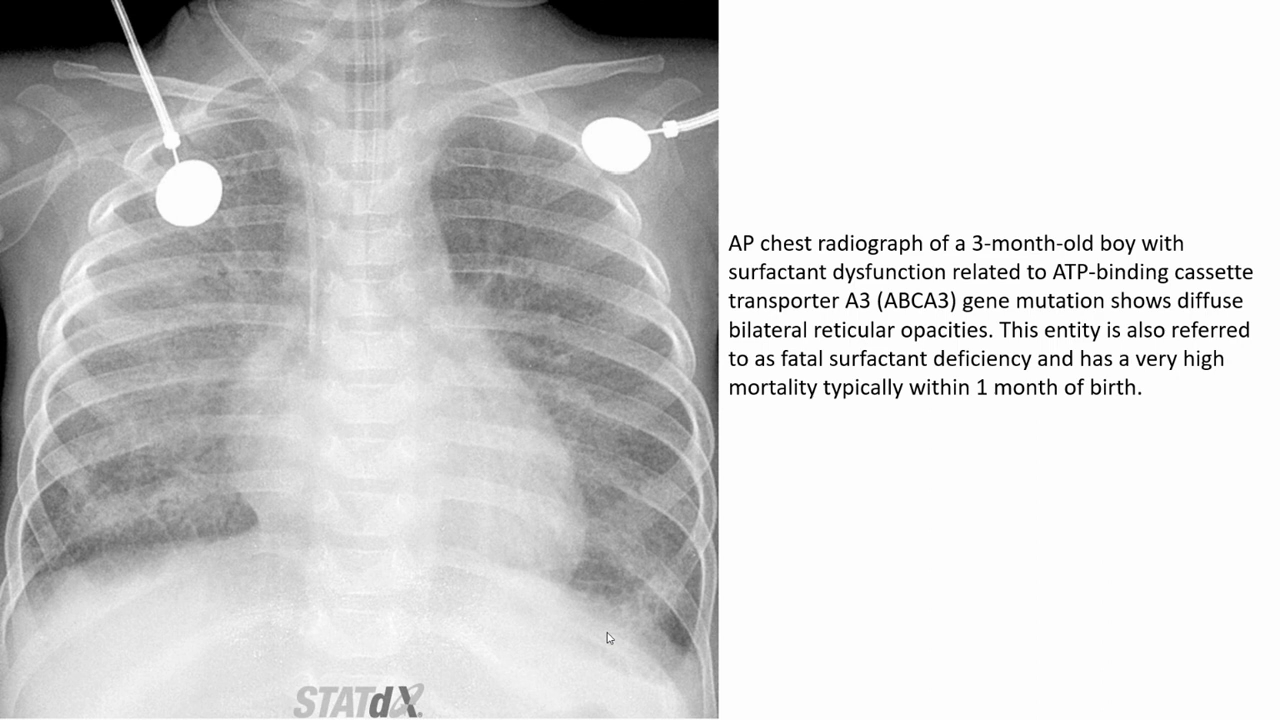 AP chest radiograph of a 3-month-old boy with
surfactant dysfunction related to ATP-binding cassette
transporter A3 (ABCA3) gene mutation shows diffuse
bilateral reticular opacities. This entity is also referred
to as fatal surfactant deficiency and has a very high
mortality typically within 1 month of birth.
STATdX